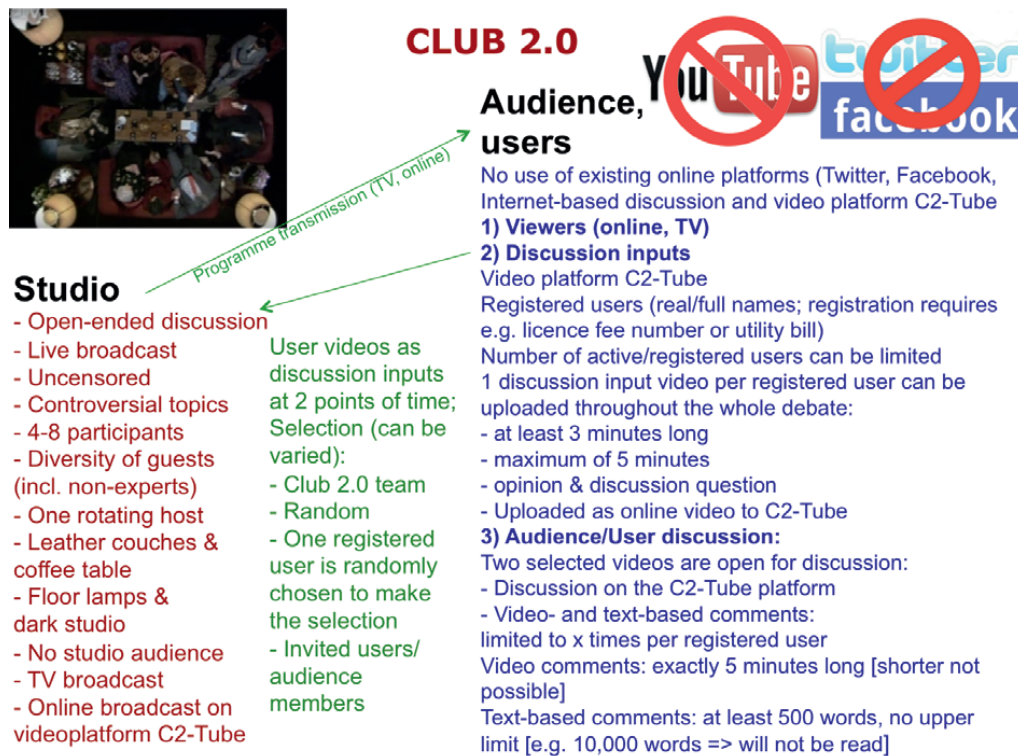 CLUB 2.0
YouTube
twitter
facebook
Audience,
users
Programme transmission (TV, online)
No use of existing online platforms (Twitter, Facebook,
Internet-based discussion and video platform C2-Tube
1) Viewers (online, TV)
2) Discussion inputs
Video platform C2-Tube
Registered users (real/full names; registration requires
e.g. licence fee number or utility bill)
Number of active/registered users can be limited
1 discussion input video per registered user can be
uploaded throughout the whole debate:
- at least 3 minutes long
- maximum of 5 minutes
- opinion & discussion question
- Uploaded as online video to C2-Tube
3) Audience/User discussion:
Two selected videos are open for discussion:
- Discussion on the C2-Tube platform
- Video- and text-based comments:
limited to x times per registered user
Video comments: exactly 5 minutes long [shorter not
possible]
Text-based comments: at least 500 words, no upper
limit [e.g. 10,000 words => will not be read]
Studio
- Open-ended discussion
- Live broadcast
- Uncensored
- Controversial topics
- 4-8 participants
- Diversity of guests
(incl. non-experts)
- One rotating host
- Leather couches &
coffee table
- Floor lamps &
dark studio
- No studio audience
- TV broadcast
- Online broadcast on
videoplatform C2-Tube
User videos as
discussion inputs
at 2 points of time;
Selection (can be
varied):
- Club 2.0 team
- Random
- One registered
user is randomly
chosen to make
the selection
- Invited users/
audience
members